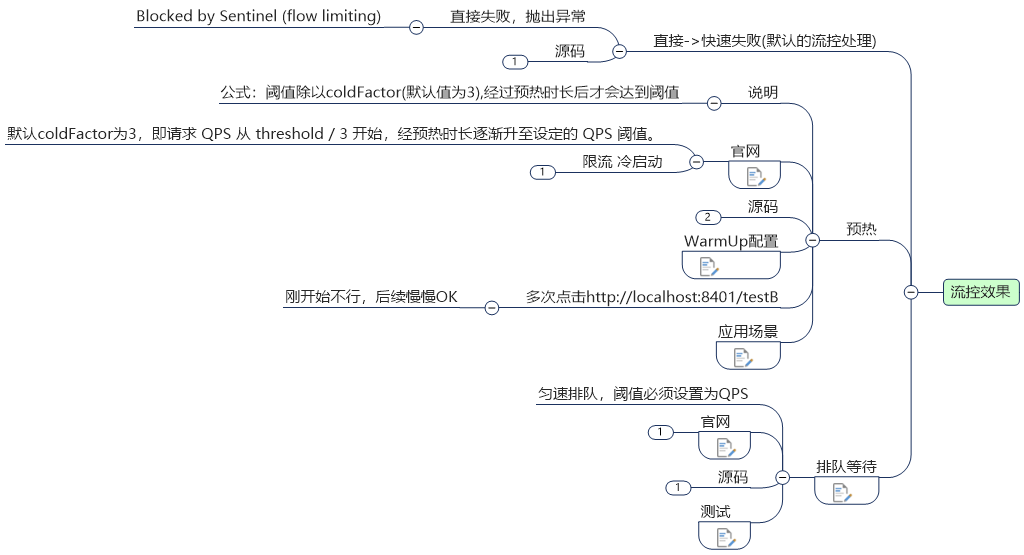 Blocked by Sentinel (flow limiting)
直接失败，抛出异常
源码
1
直接->快速失败(默认的流控处理)
公式：阈值除以coldFactor(默认值为3),经过预热时长后才会达到阈值
说明
默认coldFactor为3，即请求 QPS 从 threshold / 3 开始，经预热时长逐渐升至设定的 QPS 阈值。
限流 冷启动
1
官网
源码
2
WarmUp配置
预热
刚开始不行，后续慢慢OK
多次点击http://localhost:8401/testB
应用场景
流控效果
匀速排队，阈值必须设置为QPS
官网
1
源码
1
测试
排队等待